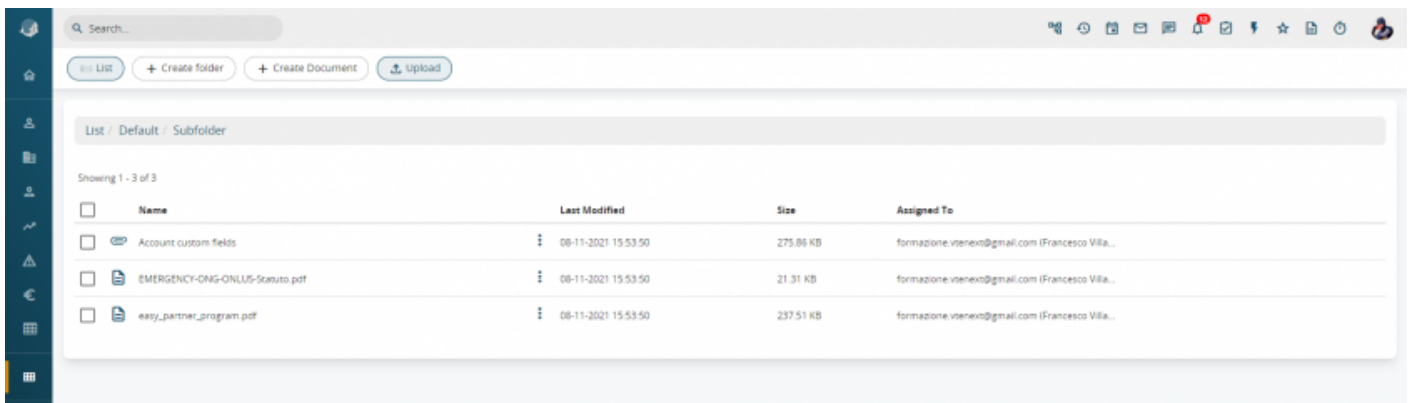 Search...
List + Create folder + Create Document Upload
List / Default / Subfolder
Showing 1 - 3 of 3
Name Last Modified Size Assigned To
Account custom fields 08-11-2021 15:53:50 275.86 KB formazione.vtenext@gmail.com (Francesco Villa...
EMERGENCY-ONG-ONLUS-Statuto.pdf 08-11-2021 15:53:50 21.31 KB formazione.vtenext@gmail.com (Francesco Villa...
easy_partner_program.pdf 08-11-2021 15:53:50 237.51 KB formazione.vtenext@gmail.com (Francesco Villa...